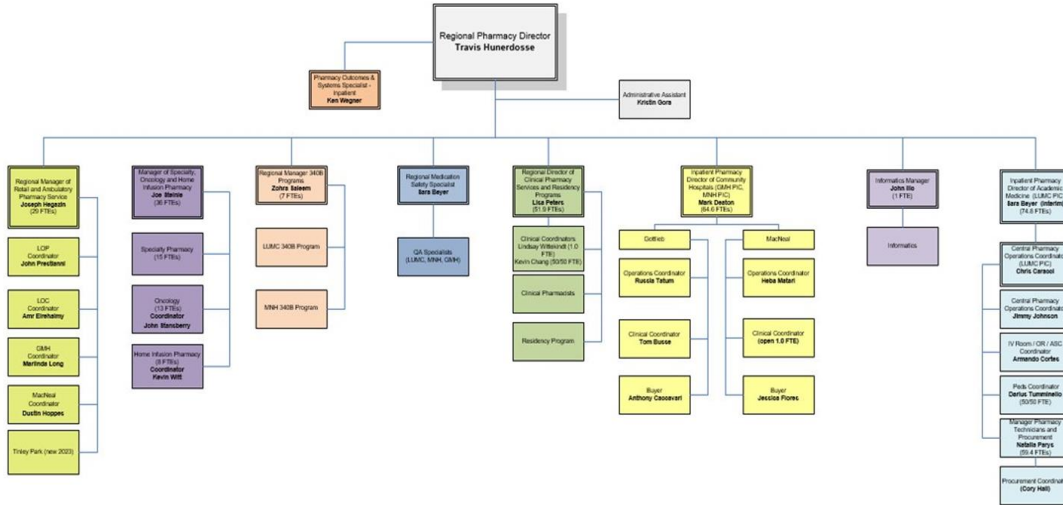 Regional Pharmacy Director
Travis Hunerdosse
Pharmacy Outcomes &
Systems Specialist -
Inpatient
Ken Wegner
Administrative Assistant
Kristin Gora
Regional Manager of
Retail and Ambulatory
Pharmacy Service
Joseph Hegezin
(29 FTEs)
LOP
Coordinator
John Prestianni
LOC
Coordinator
Amr Elrehaimy
GMH
Coordinator
Marlinda Long
MacNeal
Coordinator
Dustin Hoppes
Tinley Park (new 2023)
Manager of Specialty,
Oncology and Home
Infusion Pharmacy
Joe
(36 FTEs)
Specialty Pharmacy
(15 FTEs)
Oncology
(13 FTEs)
Coordinator
John Stansberry
Home Infusion Pharmacy
(8 FTEs)
Coordinator
Kevin Witt
Regional Manager 340B
Programs
Zohra Saleem
(7 FTEs)
LUMC 340B Program
MNH 340B Program
Regional Medication
Safety Specialist
Sara Beyer
QA Specialists
(LUMC, MNH, GMH)
Regional Director of
Clinical Pharmacy
Services and Residency
Programs
Lisa Peters
(51.9 FTEs)
Clinical Coordinators
Lindsay Wittekindt (1.0
FTE)
Kevin Chang (50/50 FTE)
Clinical Pharmacists
Residency Program
Inpatient Pharmacy
Director of Community
Hospitals (GMH PIC,
MNH PIC)
Mark Deaton
(64.6 FTEs)
Gottlieb
Operations Coordinator
Russia Tatum
Clinical Coordinator
Tom Busse
Buyer
Anthony Caccavari
MacNeal
Operations Coordinator
Heba Matari
Clinical Coordinator
(open 1.0 FTE)
Buyer
Jessica Flores
Informatics Manager
John
(1 FTE)
Informatics
Inpatient Pharmacy
Director of Academic
Medicine (LUMC PIC)
Sara Beyer (Interim)
(74.8 FTEs)
Central Pharmacy
Operations Coordinator
(LUMC PIC)
Chris Carasol
Central Pharmacy
Operations Coordinator
Jimmy Johnson
IV Room / OR / ASC
Coordinator
Armando Cortes
Peds Coordinator
Darius Tumminello
(50/50 FTE)
Manager Pharmacy
Technicians and
Procurement
Natalia Parys
(59.4 FTEs)
Procurement Coordinator
(Cory Hall)